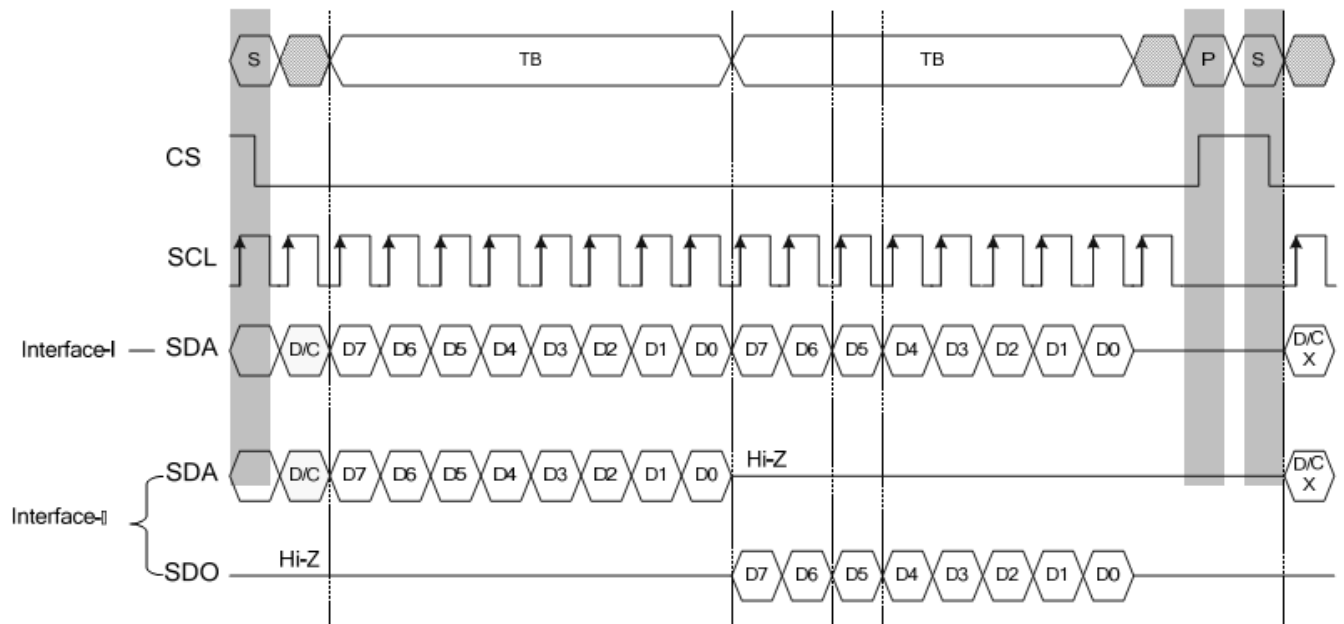 S TB TB P S
CS
SCL
Interface-I — SDA D/C D7 D6 D5 D4 D3 D2 D1 D0 D7 D6 D5 D4 D3 D2 D1 D0 D/C X
SDA D/C D7 D6 D5 D4 D3 D2 D1 D0 Hi-Z D/C X
Interface-▯
SDO Hi-Z D7 D6 D5 D4 D3 D2 D1 D0